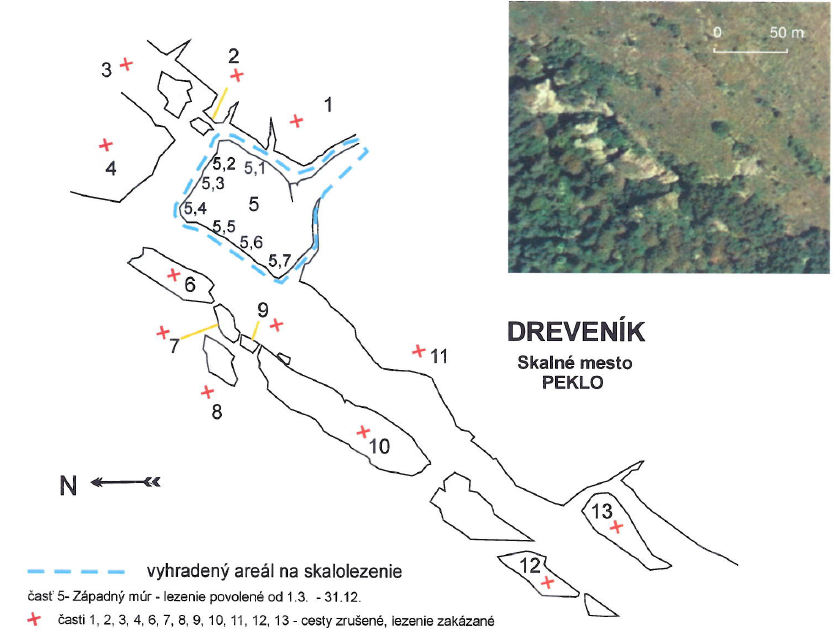 0 50 m
2
3
1
4
5,2
5,1
5,3
5
5,4
5,5
5,6
5,7
6
9
7
8
11
10
DREVENÍK
Skalné mesto
PEKLO
N
13
12
vyhradený areál na skalolezenie
časť 5- Západný múr - lezenie povolené od 1.3. - 31.12.
časti 1, 2, 3, 4, 6, 7, 8, 9, 10, 11, 12, 13 - cesty zrušené, lezenie zakázané